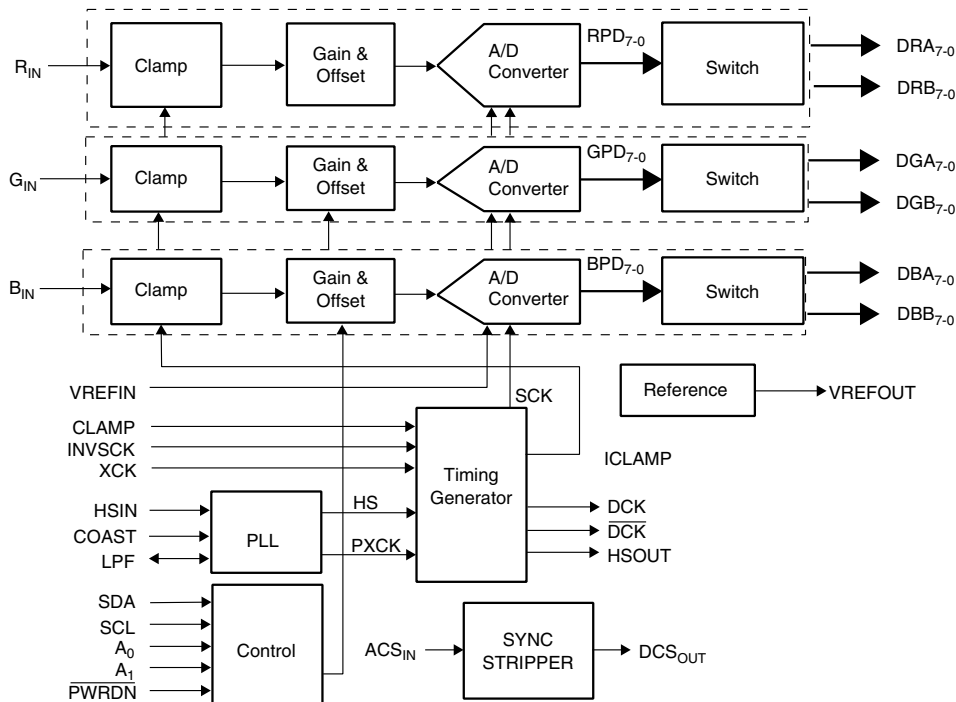 R_IN
Clamp
Gain &
Offset
A/D
Converter
RPD7-0
Switch
DRA7-0
DRB7-0
G_IN
Clamp
Gain &
Offset
A/D
Converter
GPD7-0
Switch
DGA7-0
DGB7-0
B_IN
Clamp
Gain &
Offset
A/D
Converter
BPD7-0
Switch
DBA7-0
DBB7-0
VREFIN
SCK
Reference
VREFOUT
CLAMP
INVSCK
XCK
Timing
Generator
ICLAMP
HSIN
COAST
LPF
PLL
HS
PXCK
DCK
D̅C̅K̅
HSOUT
SDA
SCL
A0
A1
P̅W̅R̅D̅N̅
Control
ACS_IN
SYNC
STRIPPER
DCS_OUT